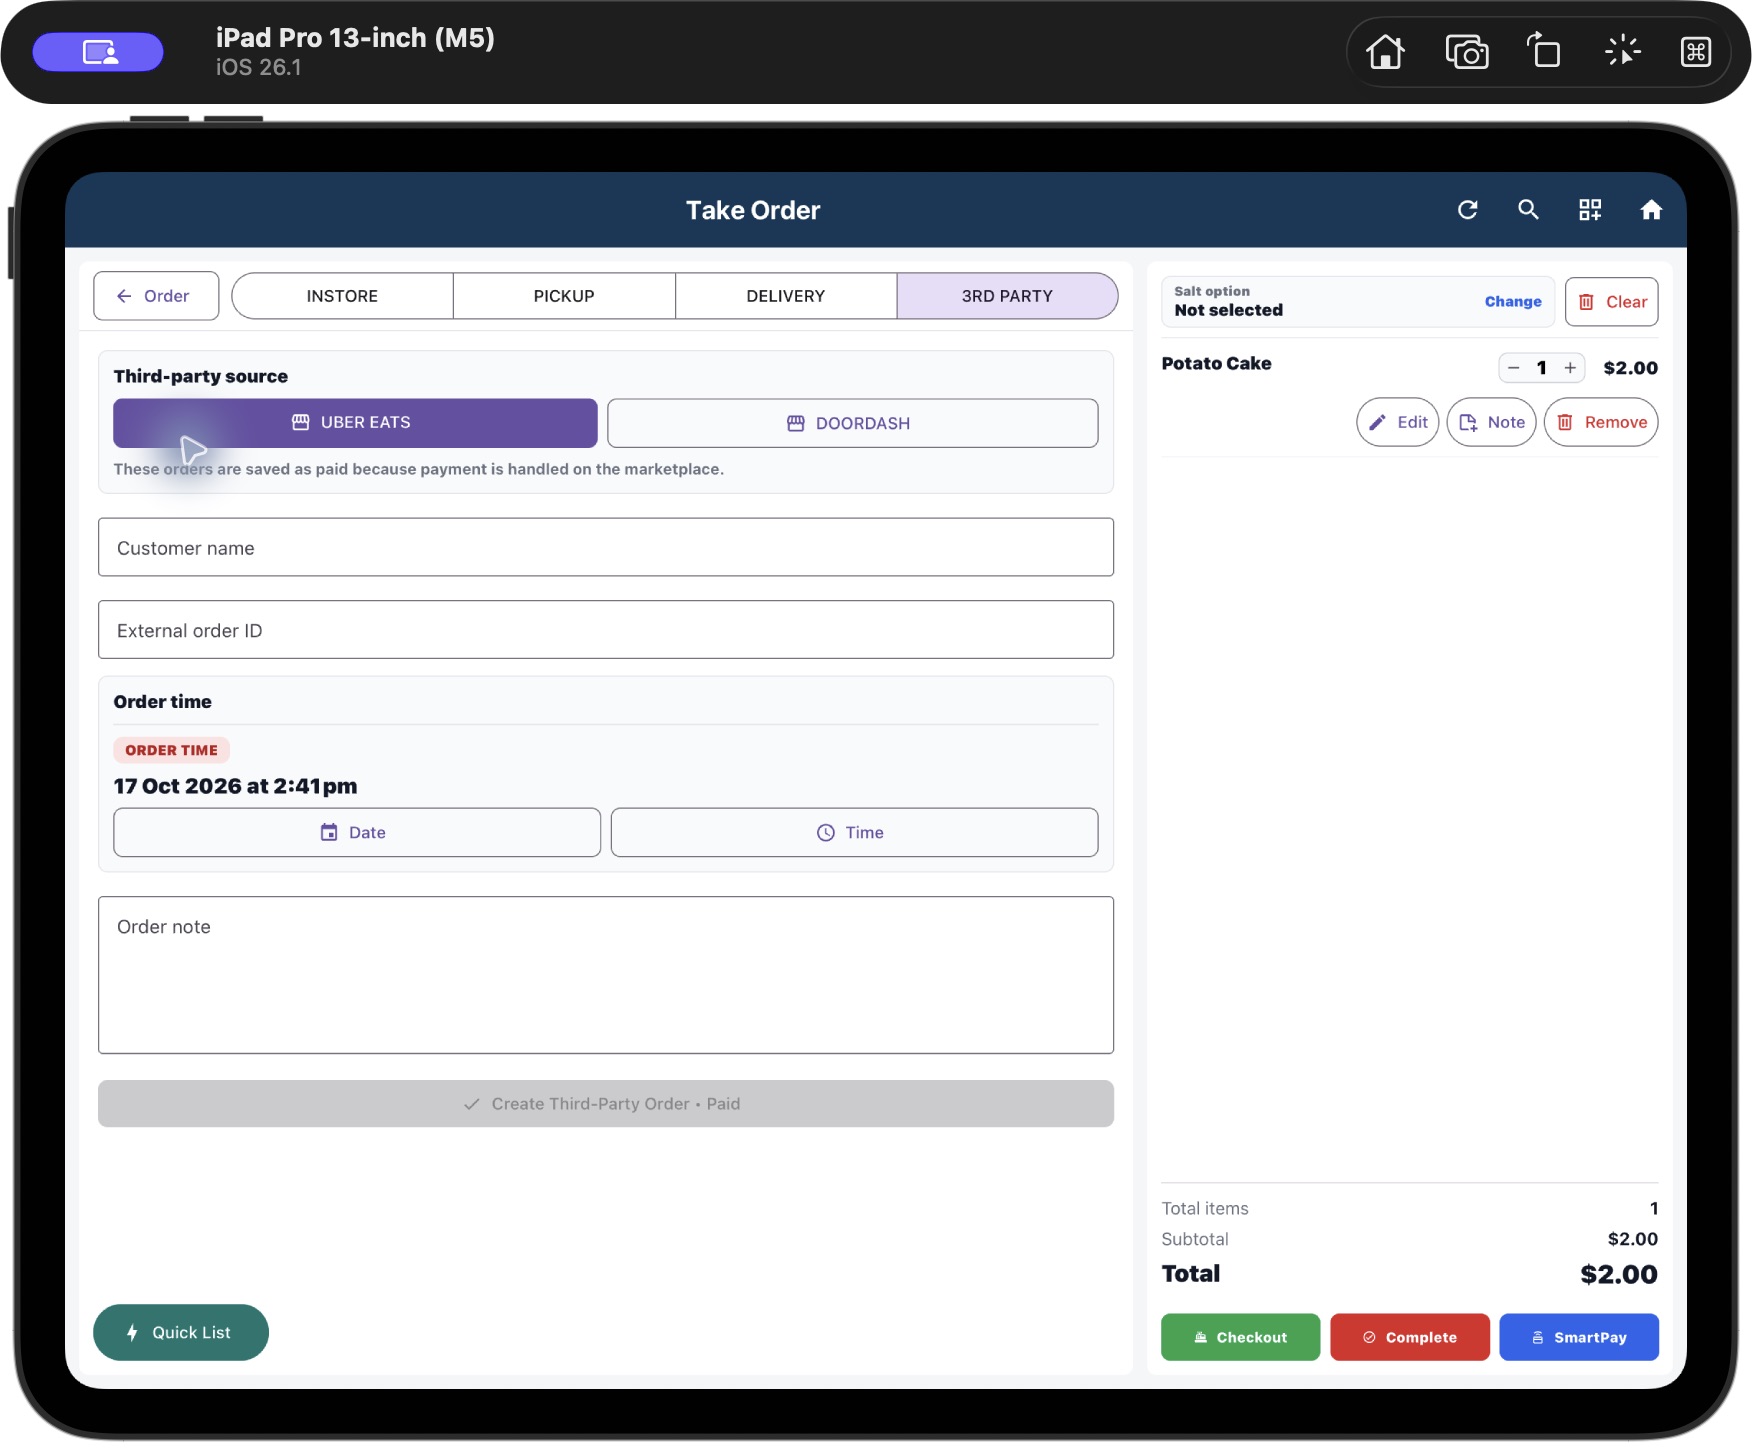 iPad Pro 13-inch (M5)
iOS 26.1
Take Order
Order
INSTORE
PICKUP
DELIVERY
3RD PARTY
Third-party source
UBER EATS
DOORDASH
These orders are saved as paid because payment is handled on the marketplace.
Customer name
External order ID
Order time
ORDER TIME
17 Oct 2026 at 2:41pm
Date
Time
Order note
Create Third-Party Order • Paid
Quick List
Salt option
Not selected
Change
Clear
Potato Cake
− 1 +
$2.00
Edit
Note
Remove
Total items 1
Subtotal $2.00
Total $2.00
Checkout
Complete
SmartPay